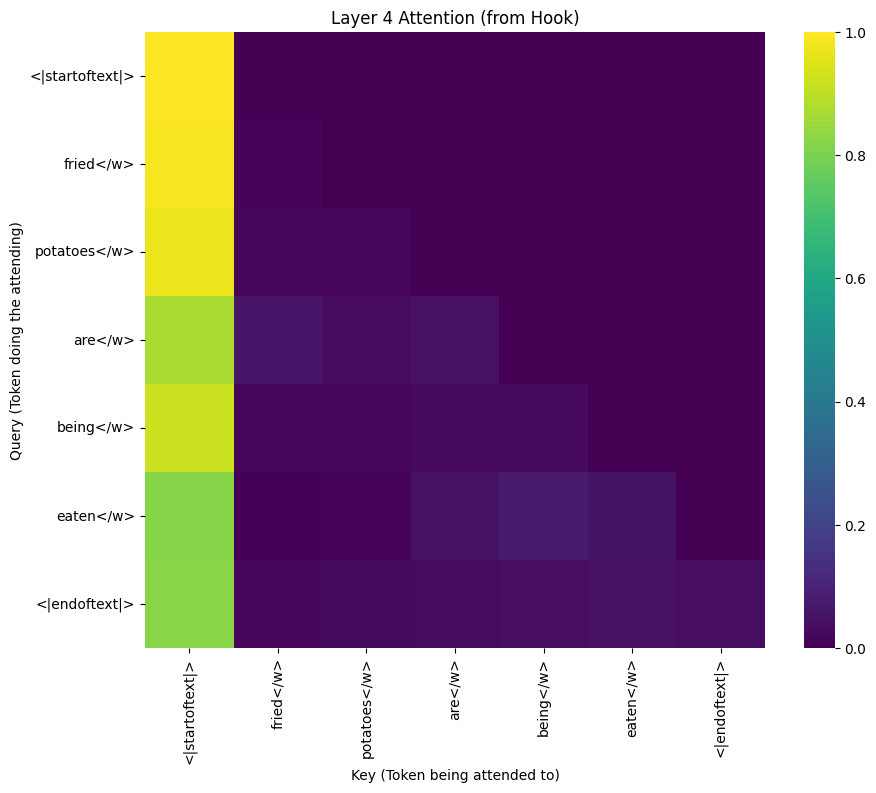 Layer 4 Attention (from Hook)
Query (Token doing the attending)
<|startoftext|>
fried</w>
potatoes</w>
are</w>
being</w>
eaten</w>
<|endoftext|>
1.0
0.8
0.6
0.4
0.2
0.0
<|startoftext|>
fried</w>
potatoes</w>
are</w>
being</w>
eaten</w>
<|endoftext|>
Key (Token being attended to)